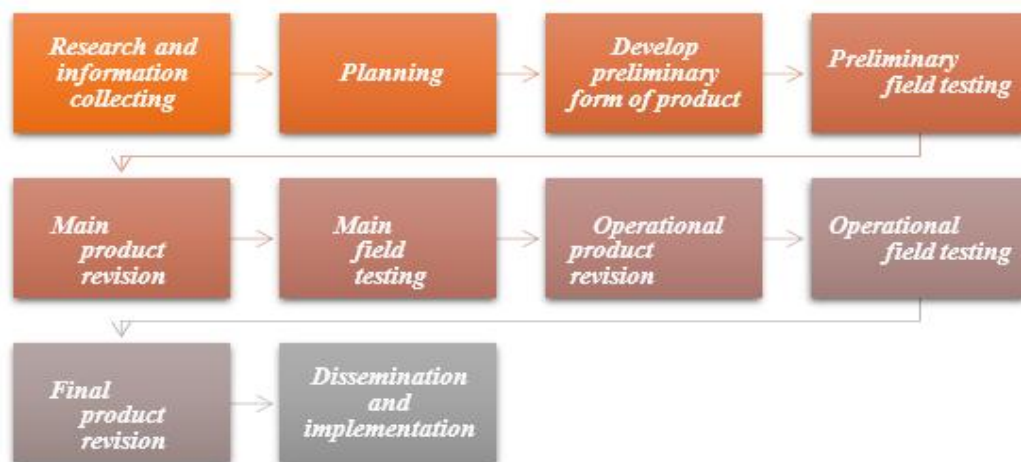 Research and
information
collecting
Planning
Develop
preliminary
form of product
Preliminary
field testing
Main
product
revision
Main
field
testing
Operational
product
revision
Operational
field testing
Final
product
revision
Dissemination
and
implementation